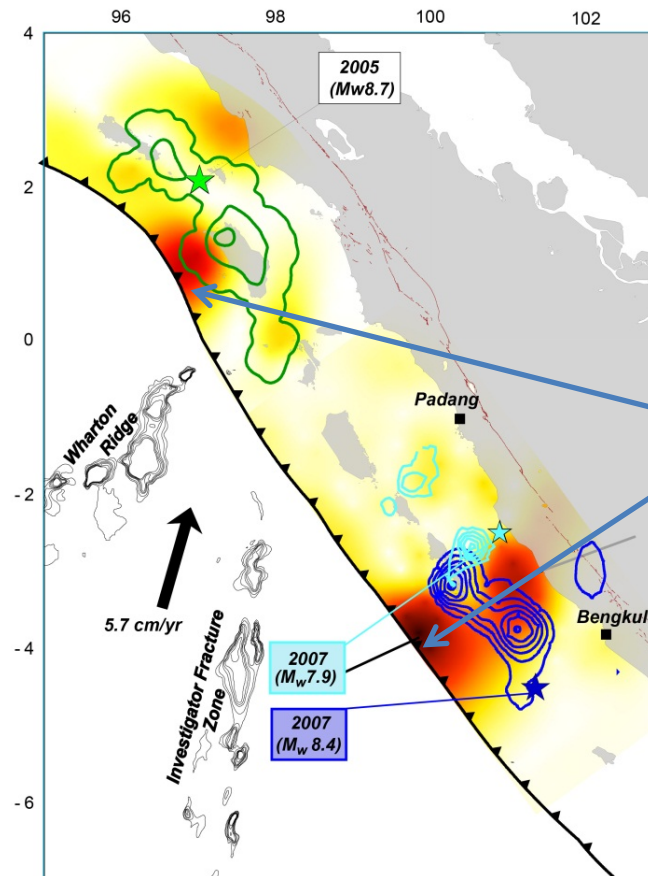 96
98
100
102
4
2005
(Mw8.7)
2
0
Padang
Wharton
Ridge
-2
5.7 cm/yr
Bengkul
-4
2007
(Mw7.9)
Investigator Fracture
Zone
2007
(Mw 8.4)
-6